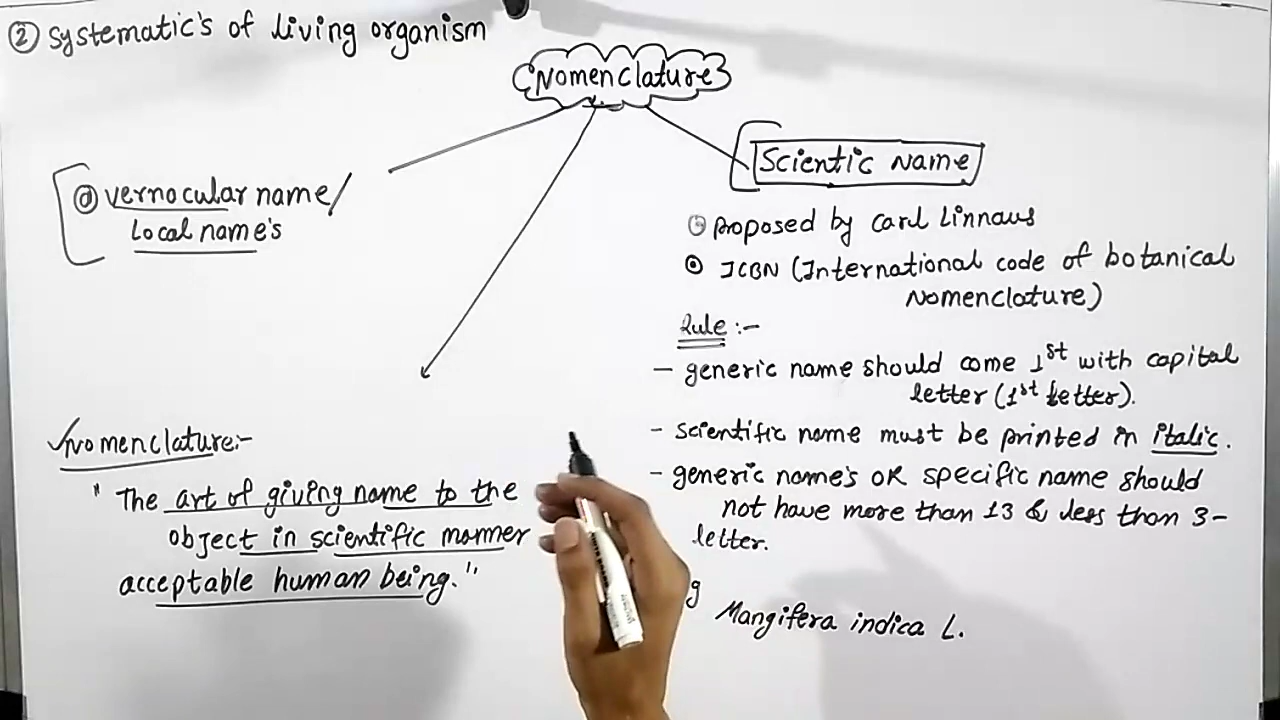 ② Systematic's of living organism
Nomenclature
@ vernocular name/
Local name's
Scientic Name
proposed by Carl Linnaus
ICBN (International code of botanical
Nomenclature)
Rule :-
- generic name should come 1st with capital
letter (1st letter).
- scientific name must be printed in italic.
- generic name's OR specific name should
not have more than 13 & less than 3-
letter.
g
Mangifera indica L.
✓Nomenclature:-
" The art of giving name to the
object in scientific manner
acceptable human being."